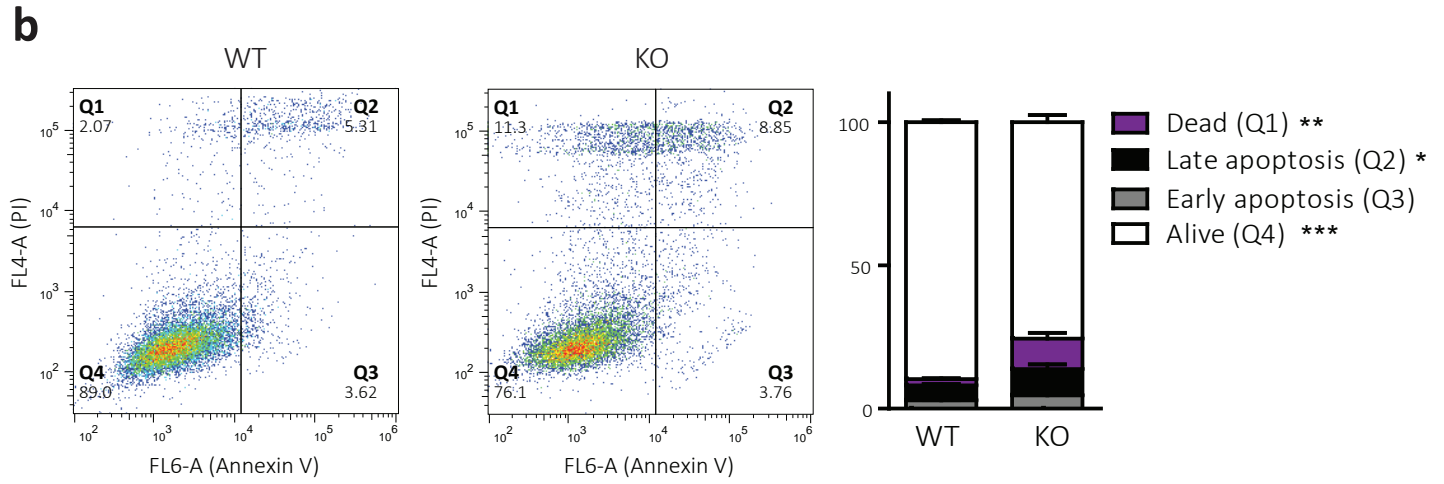 b
WT
Q1
2.07
Q2
5.31
Q4
89.0
Q3
3.62
10⁵
10⁴
10³
10²
FL4-A (PI)
10² 10³ 10⁴ 10⁵ 10⁶
FL6-A (Annexin V)
KO
Q1
11.3
Q2
8.85
Q4
76.1
Q3
3.76
10⁵
10⁴
10³
10²
FL4-A (PI)
10² 10³ 10⁴ 10⁵ 10⁶
FL6-A (Annexin V)
100
50
0
WT KO
Dead (Q1) **
Late apoptosis (Q2) *
Early apoptosis (Q3)
Alive (Q4) ***